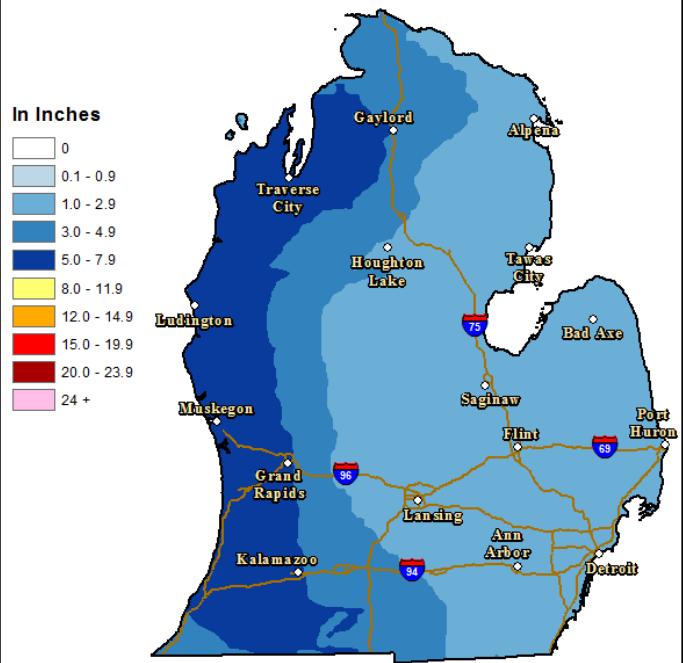 In Inches
0
0.1 - 0.9
1.0 - 2.9
3.0 - 4.9
5.0 - 7.9
8.0 - 11.9
12.0 - 14.9
15.0 - 19.9
20.0 - 23.9
24 +
Gaylord
Alpena
Traverse
City
Houghton
Lake
Tawas
City
Ludington
75
Bad Axe
Saginaw
Muskegon
Port
Huron
Flint
69
Grand
Rapids
96
Lansing
Ann
Arbor
Kalamazoo
94
Detroit